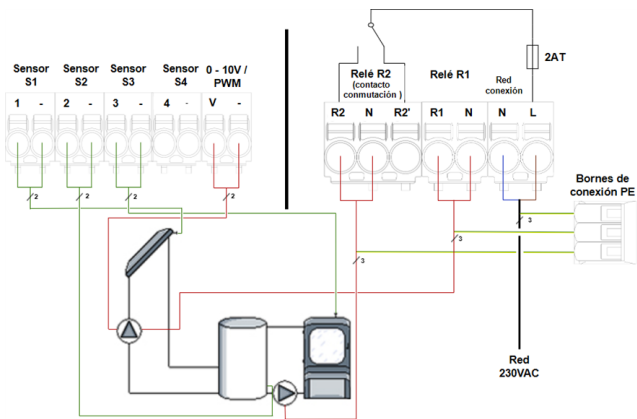 Sensor S1
Sensor S2
Sensor S3
Sensor S4
0 - 10V / PWM
1 - 2 - 3 - 4 - V -
2
2
2
2
Relé R2
(contacto conmutación )
Relé R1
Red conexión
2AT
R2 N R2' R1 N N L
Bornes de conexión PE
3
3
3
Red
230VAC